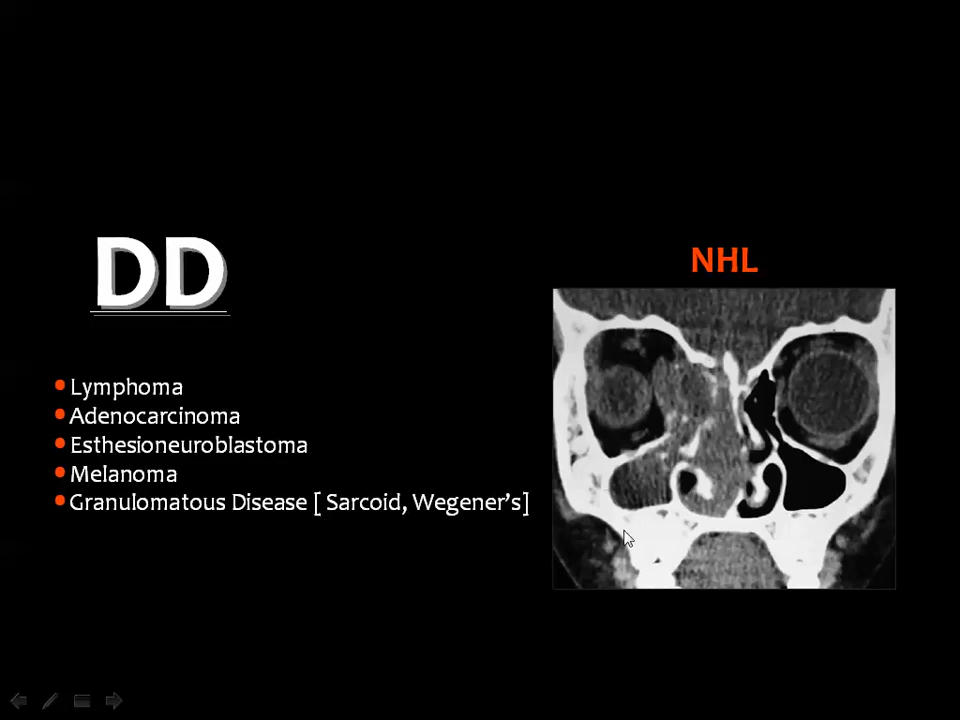 DD
NHL
Lymphoma
Adenocarcinoma
Esthesioneuroblastoma
Melanoma
Granulomatous Disease [ Sarcoid, Wegener’s]